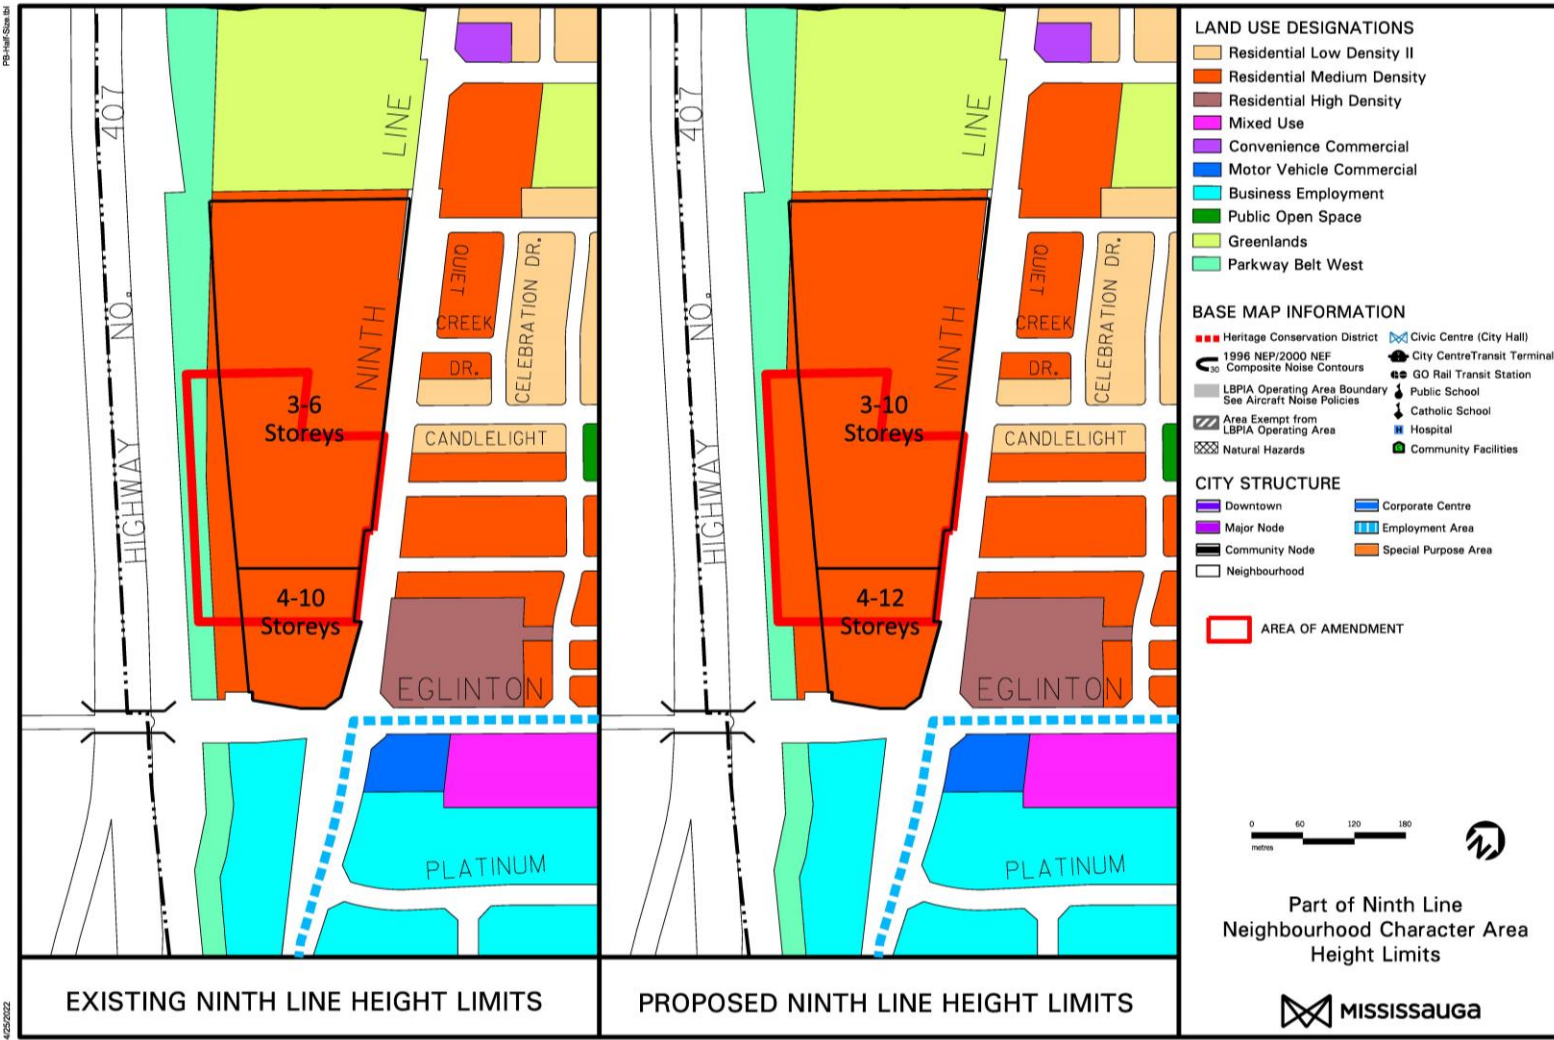 PB-Half-Size.tbl
4/25/2022
407
NO.
HIGHWAY
LINE
NINTH
QUIET
CREEK
DR.
CELEBRATION DR.
CANDLELIGHT
3-6
Storeys
4-10
Storeys
EGLINTON
PLATINUM
EXISTING NINTH LINE HEIGHT LIMITS
407
NO.
HIGHWAY
LINE
NINTH
QUIET
CREEK
DR.
CELEBRATION DR.
CANDLELIGHT
3-10
Storeys
4-12
Storeys
EGLINTON
PLATINUM
PROPOSED NINTH LINE HEIGHT LIMITS
LAND USE DESIGNATIONS
Residential Low Density II
Residential Medium Density
Residential High Density
Mixed Use
Convenience Commercial
Motor Vehicle Commercial
Business Employment
Public Open Space
Greenlands
Parkway Belt West
BASE MAP INFORMATION
Heritage Conservation District
1996 NEP/2000 NEF
Composite Noise Contours
30
LBPIA Operating Area Boundary
See Aircraft Noise Policies
Area Exempt from
LBPIA Operating Area
Natural Hazards
Civic Centre (City Hall)
City CentreTransit Terminal
GO Rail Transit Station
Public School
Catholic School
H Hospital
Community Facilities
CITY STRUCTURE
Downtown
Major Node
Community Node
Neighbourhood
Corporate Centre
Employment Area
Special Purpose Area
AREA OF AMENDMENT
0 60 120 180
metres
N
Part of Ninth Line
Neighbourhood Character Area
Height Limits
MISSISSAUGA